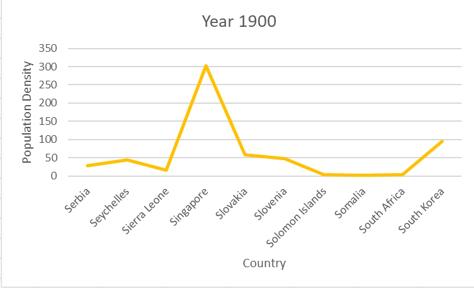 Year 1900
Population Density
350
300
250
200
150
100
50
0
Serbia
Seychelles
Sierra Leone
Singapore
Slovakia
Slovenia
Solomon Islands
Somalia
South Africa
South Korea
Country